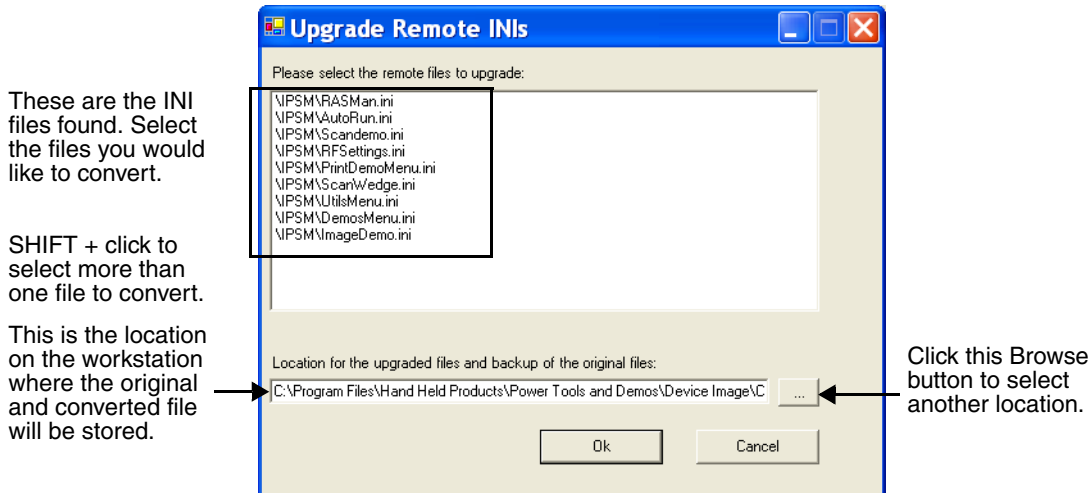 Upgrade Remote INIs
Please select the remote files to upgrade:
These are the INI
files found. Select
the files you would
like to convert.
\IPSM\RASMan.ini
\IPSM\AutoRun.ini
\IPSM\Scandemo.ini
\IPSM\RFSettings.ini
\IPSM\PrintDemoMenu.ini
\IPSM\ScanWedge.ini
\IPSM\UtilsMenu.ini
\IPSM\DemosMenu.ini
\IPSM\ImageDemo.ini
SHIFT + click to
select more than
one file to convert.
This is the location
on the workstation
where the original
and converted file
will be stored.
Location for the upgraded files and backup of the original files:
C:\Program Files\Hand Held Products\Power Tools and Demos\Device Image\C
...
Click this Browse
button to select
another location.
Ok
Cancel